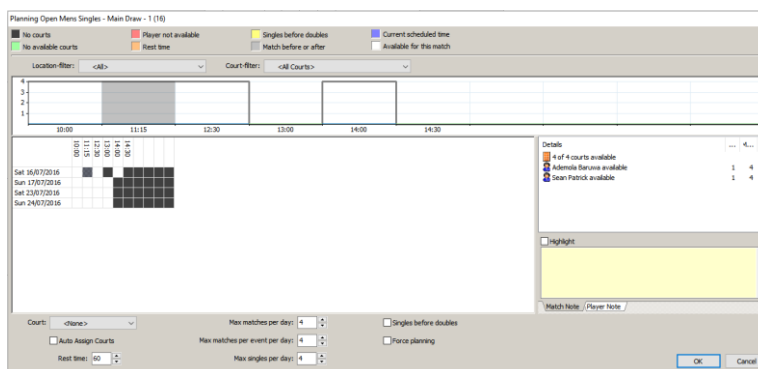 Planning Open Mens Singles - Main Draw - 1 (16)
No courts Player not available Singles before doubles Current scheduled time
No available courts Rest time Match before or after Available for this match
Location-filter: <All> Court-filter: <All Courts>
4
3
2
1
10:00 11:15 12:30 13:00 14:00 14:30
10:00 11:15 12:30 13:00 14:00 14:30
Sat 16/07/2016
Sun 17/07/2016
Sat 23/07/2016
Sun 24/07/2016
Details ...
4 of 4 courts available
Ademola Baruwa available 1 4
Sean Patrick available 1 4
Highlight
Match Note Player Note
Court: <None> Max matches per day: 4 Singles before doubles
Auto Assign Courts Max matches per event per day: 4 Force planning
Rest time: 60 Max singles per day: 4
OK Cancel